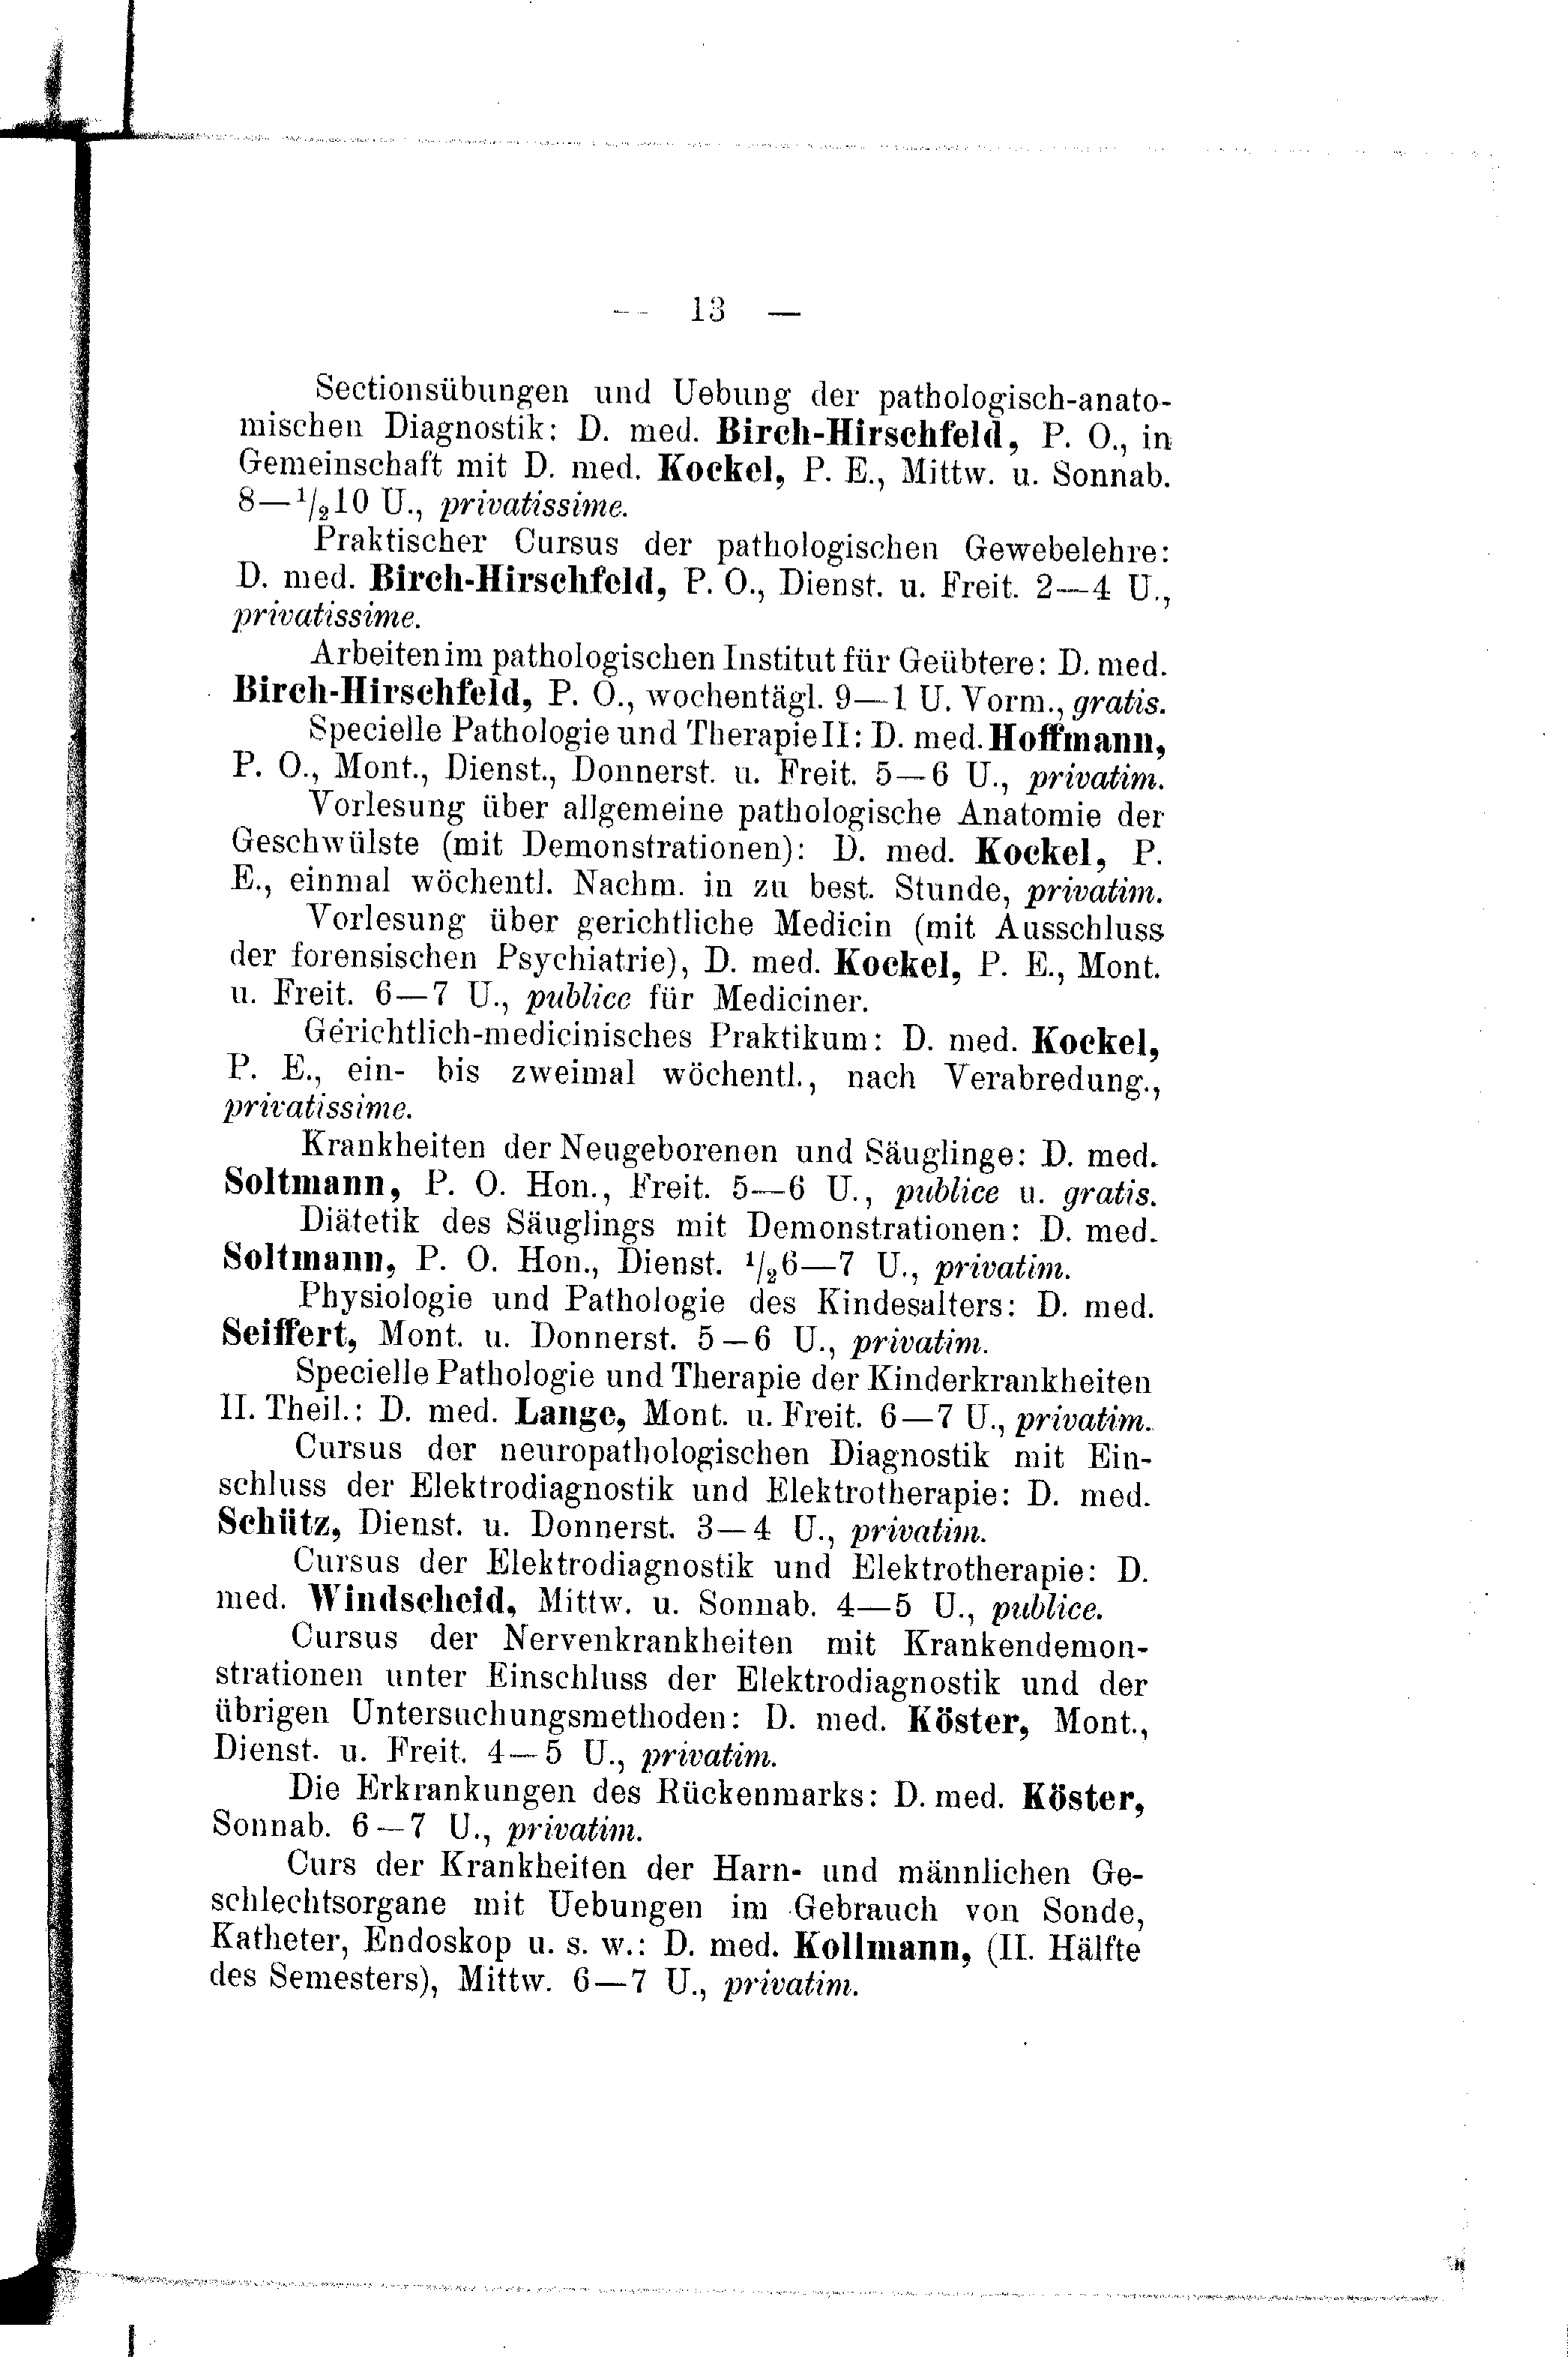 — 13 —
Sectionsübungen und Uebung der pathologisch-anato-
mischen Diagnostik: D. med. Birch-Hirschfeld, P. O., in
Gemeinschaft mit D. med. Kockel, P. E., Mittw. u. Sonnab.
8—1/210 U., privatissime.
Praktischer Cursus der pathologischen Gewebelehre:
D. med. Birch-Hirschfeld, P. O., Dienst. u. Freit. 2—4 U.,
privatissime.
Arbeiten im pathologischen Institut für Geübtere: D. med.
Birch-Hirschfeld, P. O., wochentägl. 9—1 U. Vorm., gratis.
Specielle Pathologie und Therapie II: D. med. Hoffmann,
P. O., Mont., Dienst., Donnerst. u. Freit. 5—6 U., privatim.
Vorlesung über allgemeine pathologische Anatomie der
Geschwülste (mit Demonstrationen): D. med. Kockel, P.
E., einmal wöchentl. Nachm. in zu best. Stunde, privatim.
Vorlesung über gerichtliche Medicin (mit Ausschluss
der forensischen Psychiatrie), D. med. Kockel, P. E., Mont.
u. Freit. 6—7 U., publice für Mediciner.
Gerichtlich-medicinisches Praktikum: D. med. Kockel,
P. E., ein- bis zweimal wöchentl., nach Verabredung.,
privatissime.
Krankheiten der Neugeborenen und Säuglinge: D. med.
Soltmann, P. O. Hon., Freit. 5—6 U., publice u. gratis.
Diätetik des Säuglings mit Demonstrationen: D. med.
Soltmann, P. O. Hon., Dienst. 1/26—7 U., privatim.
Physiologie und Pathologie des Kindesalters: D. med.
Seiffert, Mont. u. Donnerst. 5—6 U., privatim.
Specielle Pathologie und Therapie der Kinderkrankheiten
II. Theil.: D. med. Lange, Mont. u. Freit. 6—7 U., privatim.
Cursus der neuropathologischen Diagnostik mit Ein-
schluss der Elektrodiagnostik und Elektrotherapie: D. med.
Schütz, Dienst. u. Donnerst. 3—4 U., privatim.
Cursus der Elektrodiagnostik und Elektrotherapie: D.
med. Windscheid, Mittw. u. Sonnab. 4—5 U., publice.
Cursus der Nervenkrankheiten mit Krankendemon-
strationen unter Einschluss der Elektrodiagnostik und der
übrigen Untersuchungsmethoden: D. med. Köster, Mont.,
Dienst. u. Freit. 4—5 U., privatim.
Die Erkrankungen des Rückenmarks: D. med. Köster,
Sonnab. 6—7 U., privatim.
Curs der Krankheiten der Harn- und männlichen Ge-
schlechtsorgane mit Uebungen im Gebrauch von Sonde,
Katheter, Endoskop u. s. w.: D. med. Kollmann, (II. Hälfte
des Semesters), Mittw. 6—7 U., privatim.